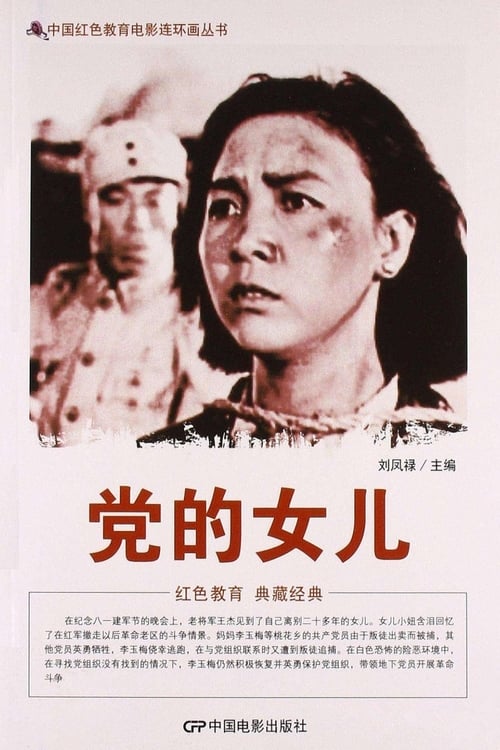 中国红色教育电影连环画丛书
刘凤禄/主编
党的女儿
红色教育 典藏经典
在纪念八一建军节的晚会上，老将军王杰见到了自己离别二十多年的女儿。女儿小妞含泪回忆
了在红军撤走以后革命老区的斗争情景。妈妈李玉梅等桃花乡的共产党员由于叛徒出卖而被捕，其
他党员英勇牺牲，李玉梅侥幸逃跑，在与党组织联系时又遭到叛徒追捕。在白色恐怖的险恶环境中，
在寻找党组织没有找到的情况下，李玉梅仍然积极恢复并英勇保护党组织，带领地下党员开展革命
斗争
CFP中国电影出版社